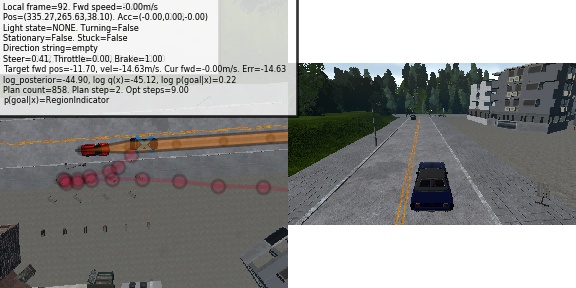 Local frame=92. Fwd speed=-0.00m/s
Pos=(335.27,265.63,38.10). Acc=(-0.00,0.00,-0.00)
Light state=NONE. Turning=False
Stationary=False. Stuck=False
Direction string=empty
Steer=0.41, Throttle=0.00, Brake=1.00
Target fwd pos=-11.70, vel=-14.63m/s. Cur fwd=-0.00m/s. Err=-14.63
log_posterior=-44.90, log q(x)=-45.12, log p(goal|x)=0.22
Plan count=858. Plan step=2. Opt steps=9.00
p(goal|x)=RegionIndicator